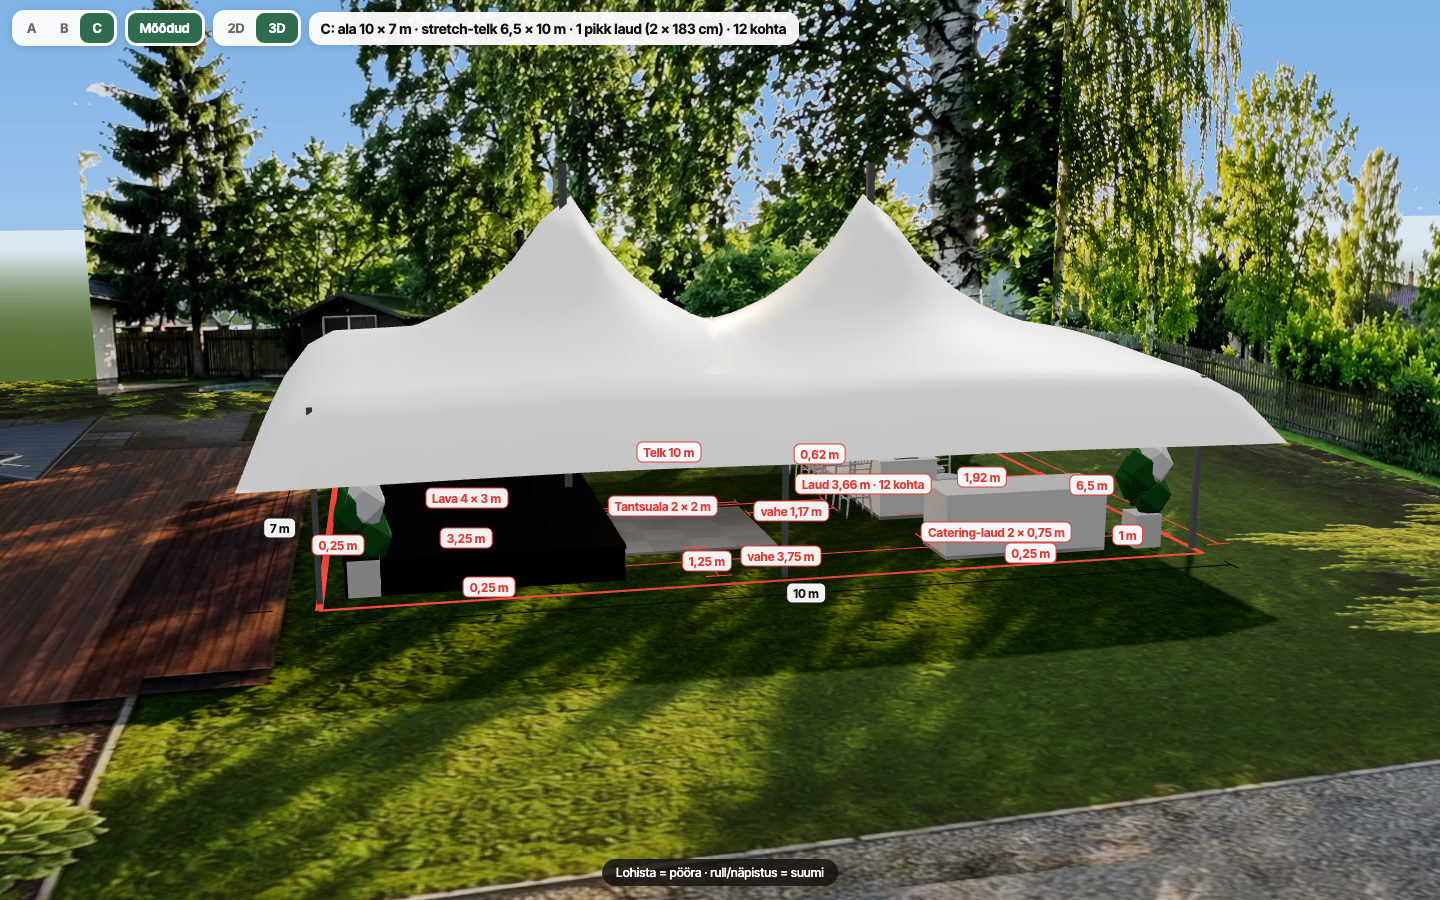 A B C Mõõdud 2D 3D C: ala 10 × 7 m · stretch-telk 6,5 × 10 m · 1 pikk laud (2 × 183 cm) · 12 kohta
Telk 10 m
0,62 m
1,92 m
Laud 3,66 m · 12 kohta
6,5 m
Lava 4 × 3 m
Tantsuala 2 × 2 m
vahe 1,17 m
7 m
0,25 m
3,25 m
Catering-laud 2 × 0,75 m
1 m
1,25 m
vahe 3,75 m
0,25 m
0,25 m
10 m
Lohista = pööra · rull/näpistus = suumi